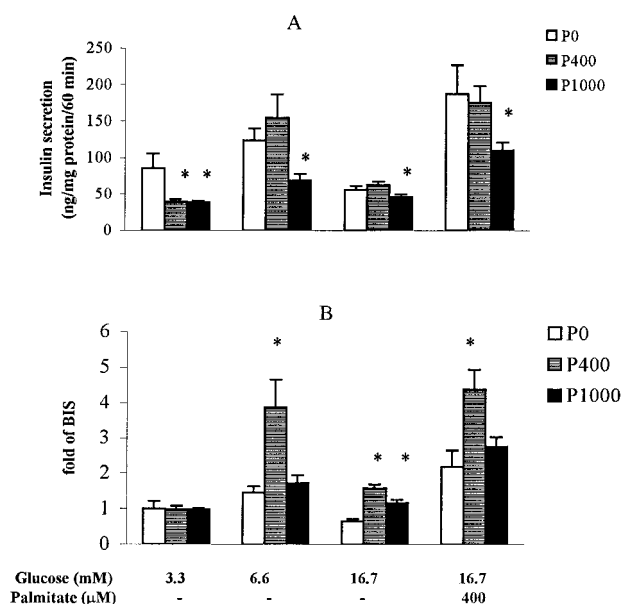 A
P0
P400
P1000
Insulin secretion
(ng/mg protein/60 min)
250
200
150
100
50
0
* *
*
*
*
B
P0
P400
P1000
fold of BIS
6
5
4
3
2
1
0
*
* *
*
Glucose (mM) 3.3 6.6 16.7 16.7
Palmitate (μM) - - - 400